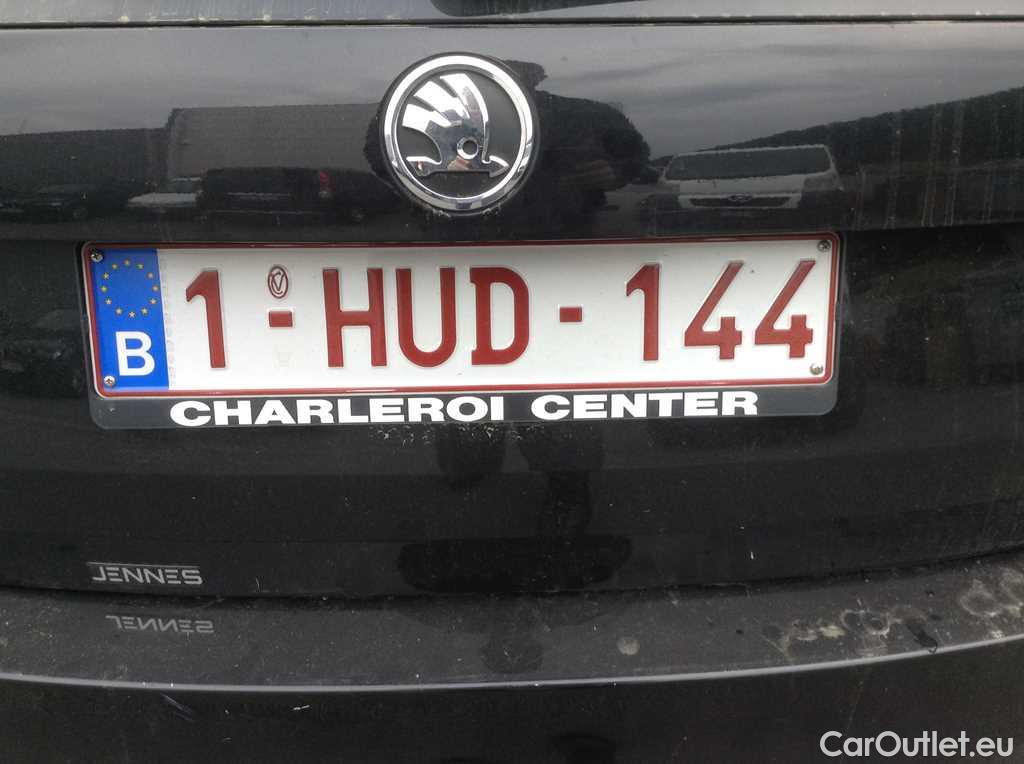 B 1-HUD-144
CHARLEROI CENTER
JENNES
CarOutlet.eu